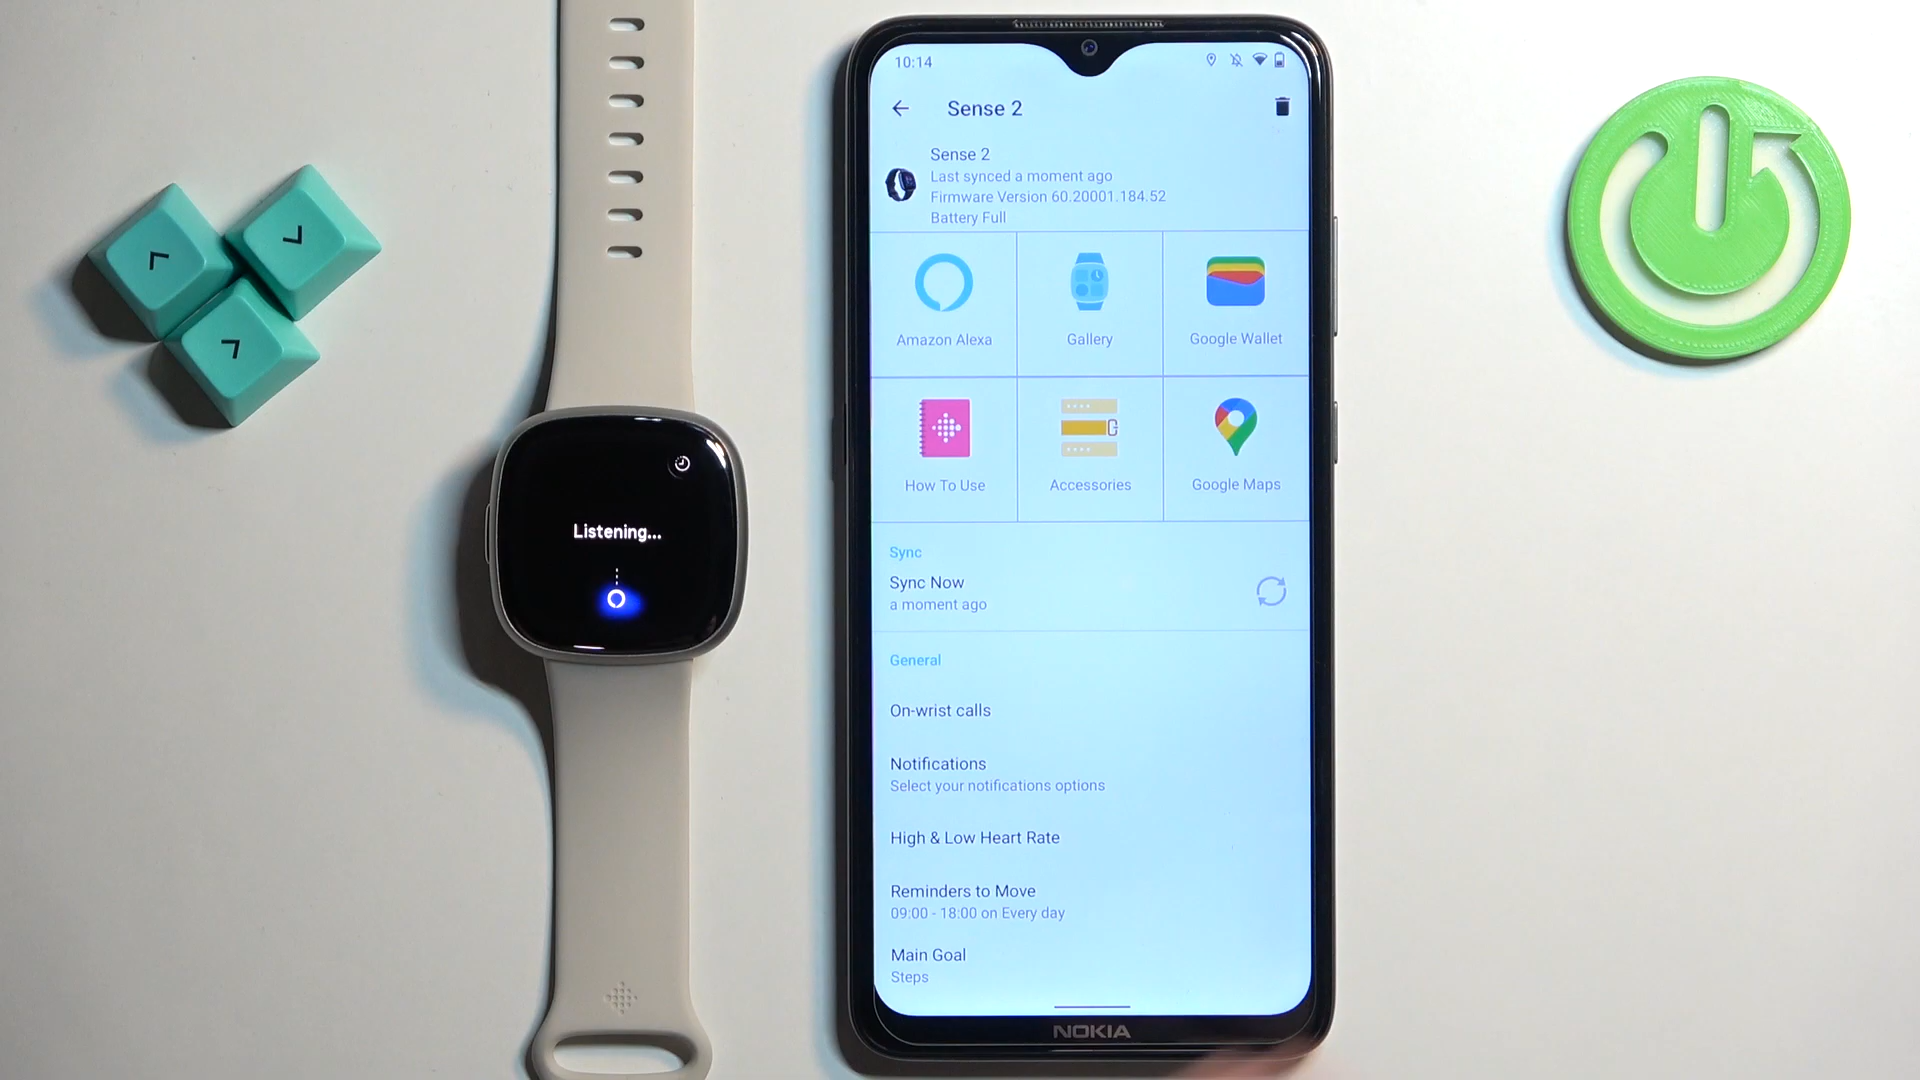 10:14
Sense 2
Sense 2
Last synced a moment ago
Firmware Version 60.20001.184.52
Battery Full
Amazon Alexa
Gallery
Google Wallet
How To Use
Accessories
Google Maps
Sync
Sync Now
a moment ago
General
On-wrist calls
Notifications
Select your notifications options
High & Low Heart Rate
Reminders to Move
09:00 - 18:00 on Every day
Main Goal
Steps
NOKIA
Listening...